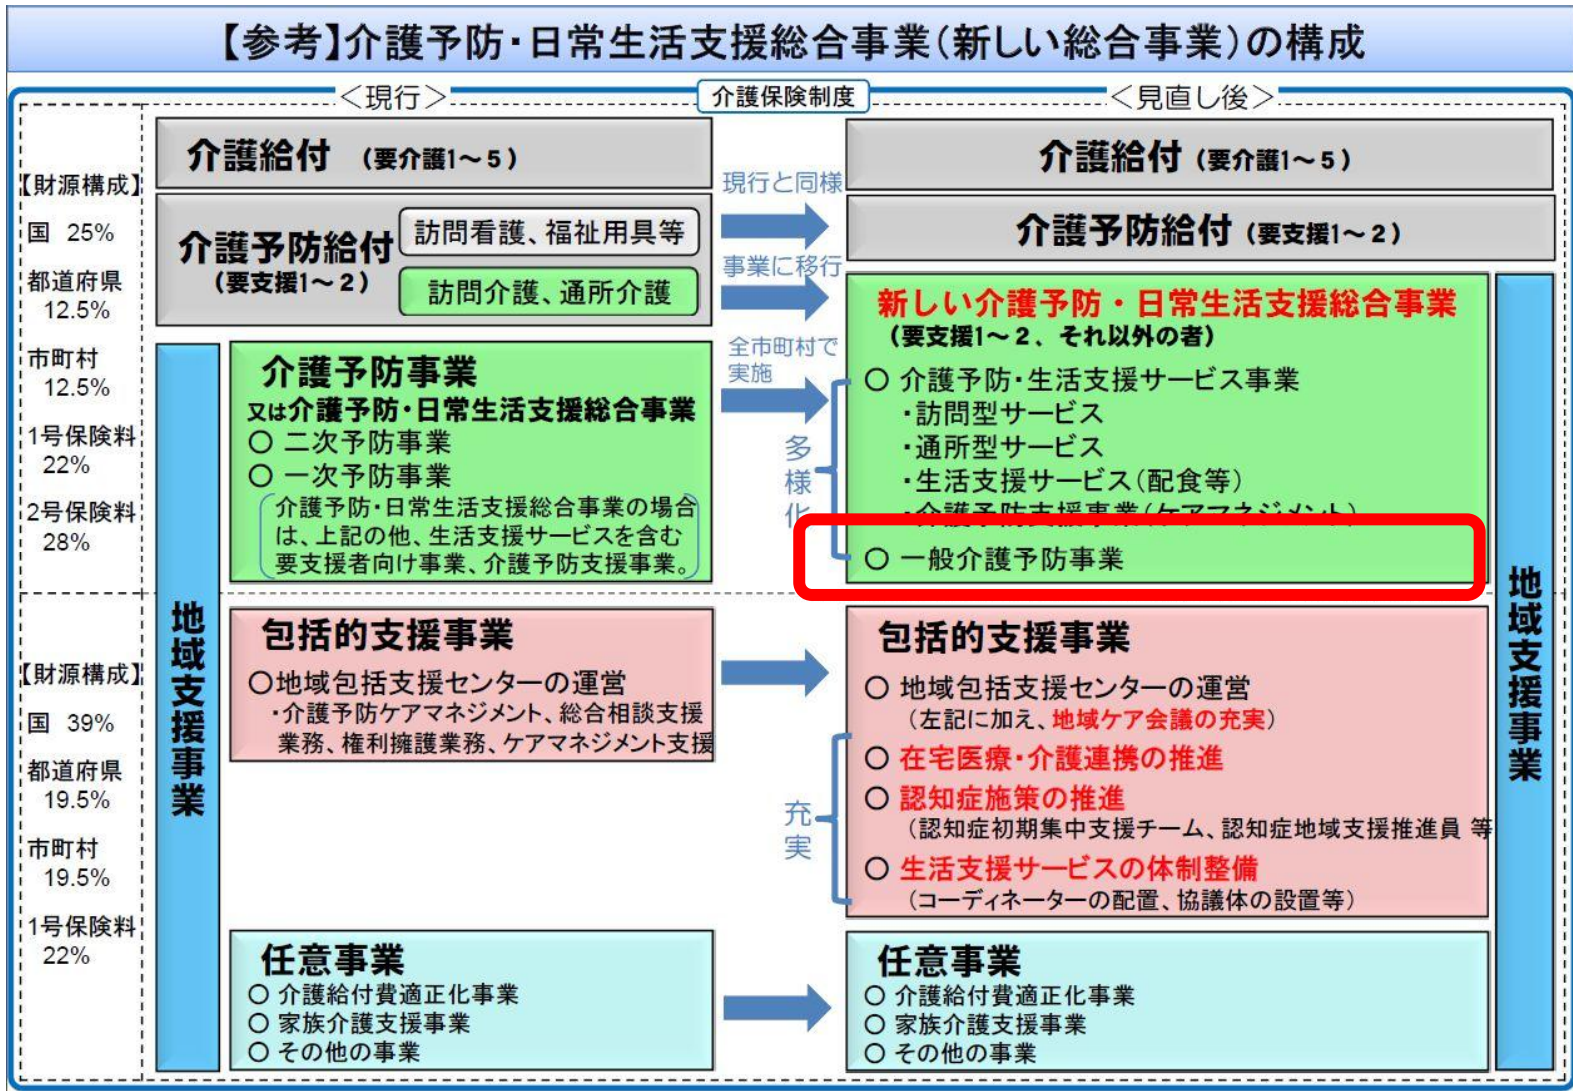 【参考】介護予防・日常生活支援総合事業(新しい総合事業)の構成
介護保険制度
<現行>
<見直し後>
【財源構成】
国 25%
都道府県
12.5%
市町村
12.5%
1号保険料
22%
2号保険料
28%
【財源構成】
国 39%
都道府県
19.5%
市町村
19.5%
1号保険料
22%
介護給付 (要介護1~5)
介護予防給付
(要支援1~2)
訪問看護、福祉用具等
訪問介護、通所介護
地域支援事業
介護予防事業
又は介護予防・日常生活支援総合事業
○ 二次予防事業
○ 一次予防事業
介護予防・日常生活支援総合事業の場合
は、上記の他、生活支援サービスを含む
要支援者向け事業、介護予防支援事業。
包括的支援事業
○地域包括支援センターの運営
・介護予防ケアマネジメント、総合相談支援
業務、権利擁護業務、ケアマネジメント支援
任意事業
○ 介護給付費適正化事業
○ 家族介護支援事業
○ その他の事業
現行と同様
事業に移行
全市町村で
実施
多様化
充実
介護給付 (要介護1~5)
介護予防給付 (要支援1~2)
新しい介護予防・日常生活支援総合事業
(要支援1~2、それ以外の者)
○ 介護予防・生活支援サービス事業
・訪問型サービス
・通所型サービス
・生活支援サービス(配食等)
・介護予防支援事業(ケアマネジメント)
○ 一般介護予防事業
包括的支援事業
○ 地域包括支援センターの運営
(左記に加え、地域ケア会議の充実)
○ 在宅医療・介護連携の推進
○ 認知症施策の推進
(認知症初期集中支援チーム、認知症地域支援推進員 等
○ 生活支援サービスの体制整備
(コーディネーターの配置、協議体の設置等)
任意事業
○ 介護給付費適正化事業
○ 家族介護支援事業
○ その他の事業
地域支援事業